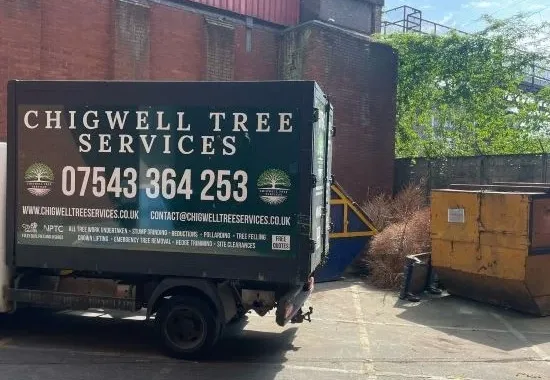 CHIGWELL TREE
SERVICES
07543 364 253
WWW.CHIGWELLTREESERVICES.CO.UK CONTACT@CHIGWELLTREESERVICES.CO.UK
NPTC
ALL TREE WORK UNDERTAKEN • STUMP GRINDING • REDUCTIONS • POLLARDING • TREE FELLING
CROWN LIFTING • EMERGENCY TREE REMOVAL • HEDGE TRIMMING • SITE CLEARANCES
FREE
QUOTES